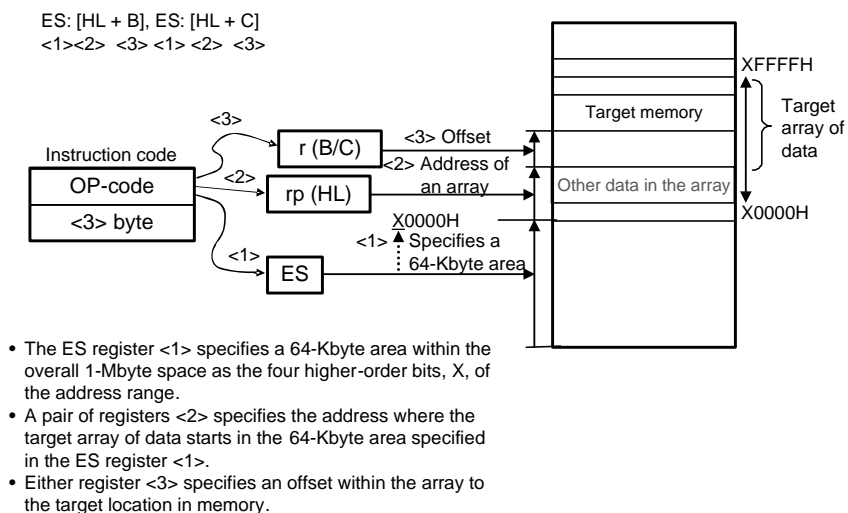 ES: [HL + B], ES: [HL + C]
<1><2> <3> <1> <2> <3>
XFFFFH
Target memory
Target
array of
data
<3>
r (B/C)
<3> Offset
Instruction code
OP-code
<3> byte
<2>
rp (HL)
<2> Address of
an array
Other data in the array
X0000H
X0000H
<1>
Specifies a
64-Kbyte area
<1>
ES
• The ES register <1> specifies a 64-Kbyte area within the
overall 1-Mbyte space as the four higher-order bits, X, of
the address range.
• A pair of registers <2> specifies the address where the
target array of data starts in the 64-Kbyte area specified
in the ES register <1>.
• Either register <3> specifies an offset within the array to
the target location in memory.